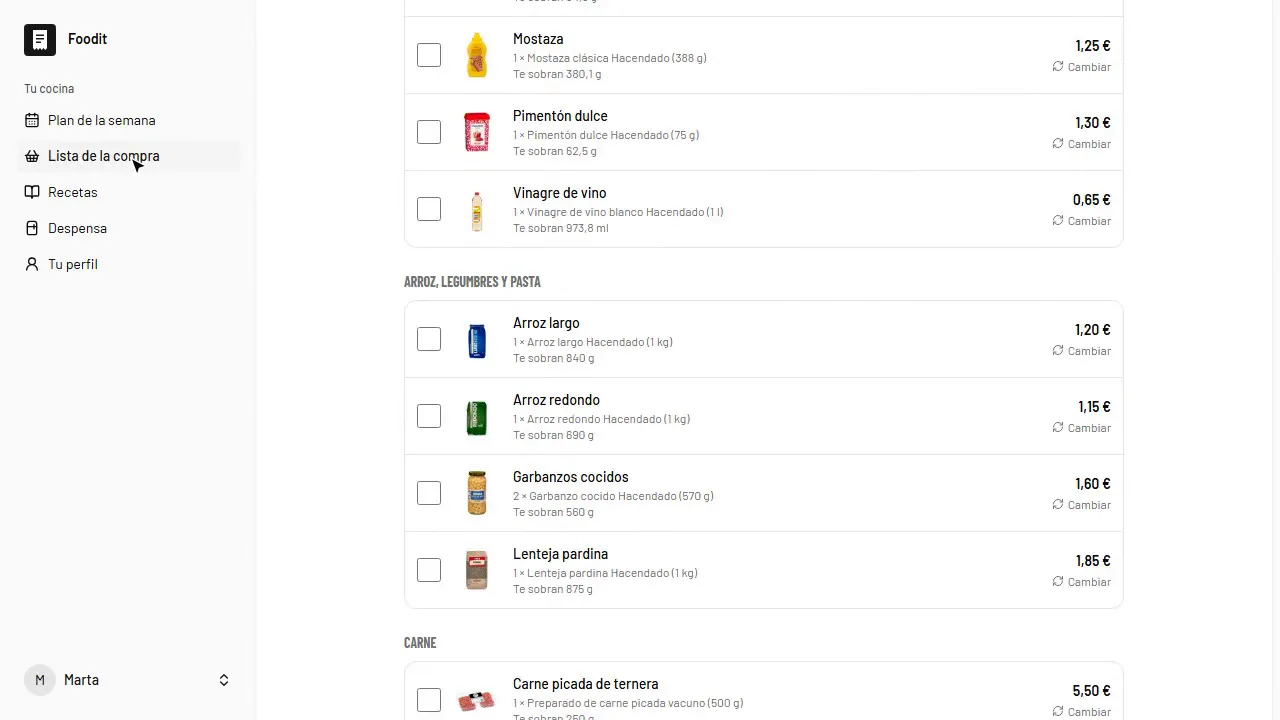 Foodit
Tu cocina
Plan de la semana
Lista de la compra
Recetas
Despensa
Tu perfil
M Marta
Mostaza
1 × Mostaza clásica Hacendado (388 g)
Te sobran 380,1 g
1,25 €
Cambiar
Pimentón dulce
1 × Pimentón dulce Hacendado (75 g)
Te sobran 62,5 g
1,30 €
Cambiar
Vinagre de vino
1 × Vinagre de vino blanco Hacendado (1 l)
Te sobran 973,8 ml
0,65 €
Cambiar
ARROZ, LEGUMBRES Y PASTA
Arroz largo
1 × Arroz largo Hacendado (1 kg)
Te sobran 840 g
1,20 €
Cambiar
Arroz redondo
1 × Arroz redondo Hacendado (1 kg)
Te sobran 690 g
1,15 €
Cambiar
Garbanzos cocidos
2 × Garbanzo cocido Hacendado (570 g)
Te sobran 560 g
1,60 €
Cambiar
Lenteja pardina
1 × Lenteja pardina Hacendado (1 kg)
Te sobran 875 g
1,85 €
Cambiar
CARNE
Carne picada de ternera
1 × Preparado de carne picada vacuno (500 g)
Te sobran 250 g
5,50 €
Cambiar